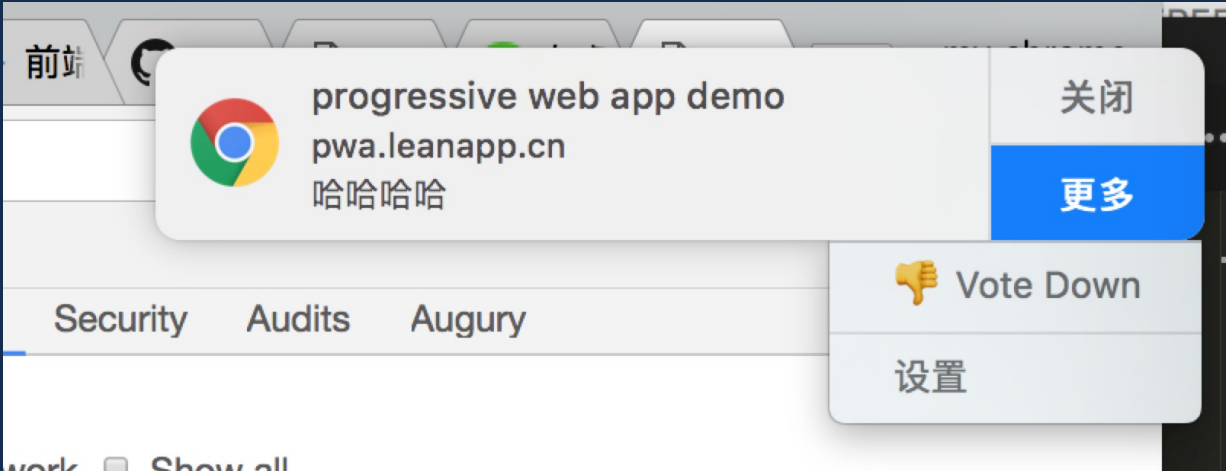 前端
progressive web app demo
pwa.leanapp.cn
哈哈哈哈
关闭
更多
👎 Vote Down
设置
Security Audits Augury
Show all